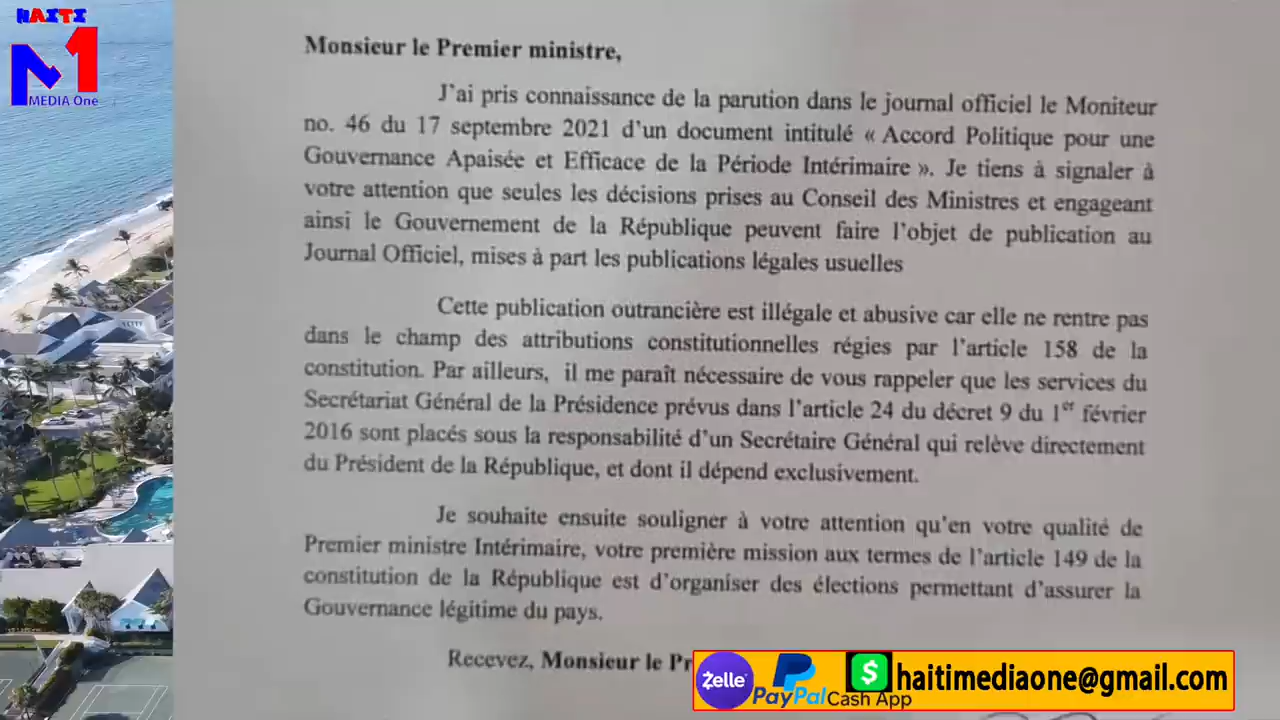 HAITI
M1
MEDIA One
Monsieur le Premier ministre,
J'ai pris connaissance de la parution dans le journal officiel le Moniteur
no. 46 du 17 septembre 2021 d'un document intitulé « Accord Politique pour une
Gouvernance Apaisée et Efficace de la Période Intérimaire ». Je tiens à signaler à
votre attention que seules les décisions prises au Conseil des Ministres et engageant
ainsi le Gouvernement de la République peuvent faire l'objet de publication au
Journal Officiel, mises à part les publications légales usuelles
Cette publication outrancière est illégale et abusive car elle ne rentre pas
dans le champ des attributions constitutionnelles régies par l'article 158 de la
constitution. Par ailleurs, il me paraît nécessaire de vous rappeler que les services du
Secrétariat Général de la Présidence prévus dans l'article 24 du décret 9 du 1er février
2016 sont placés sous la responsabilité d'un Secrétaire Général qui relève directement
du Président de la République, et dont il dépend exclusivement.
Je souhaite ensuite souligner à votre attention qu'en votre qualité de
Premier ministre Intérimaire, votre première mission aux termes de l'article 149 de la
constitution de la République est d'organiser des élections permettant d'assurer la
Gouvernance légitime du pays.
Recevez, Monsieur le Pr
Zelle PayPal $ Cash App haitimediaone@gmail.com